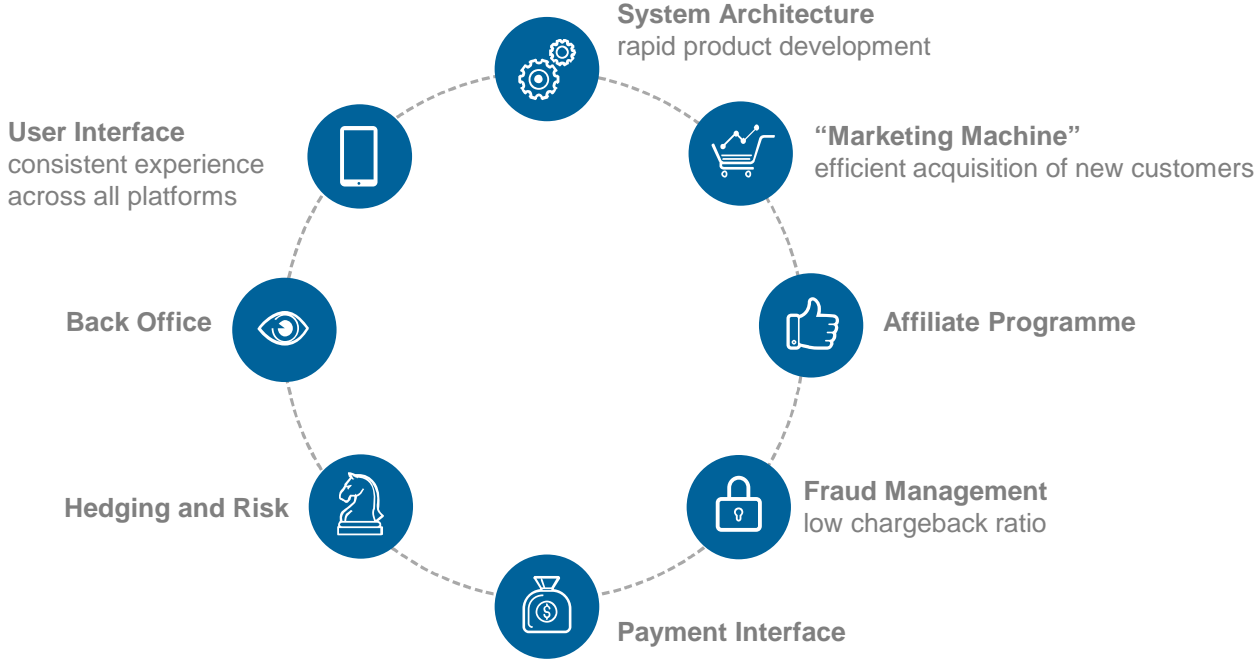 System Architecture
rapid product development
“Marketing Machine”
efficient acquisition of new customers
Affiliate Programme
Fraud Management
low chargeback ratio
Payment Interface
$
Hedging and Risk
Back Office
User Interface
consistent experience
across all platforms